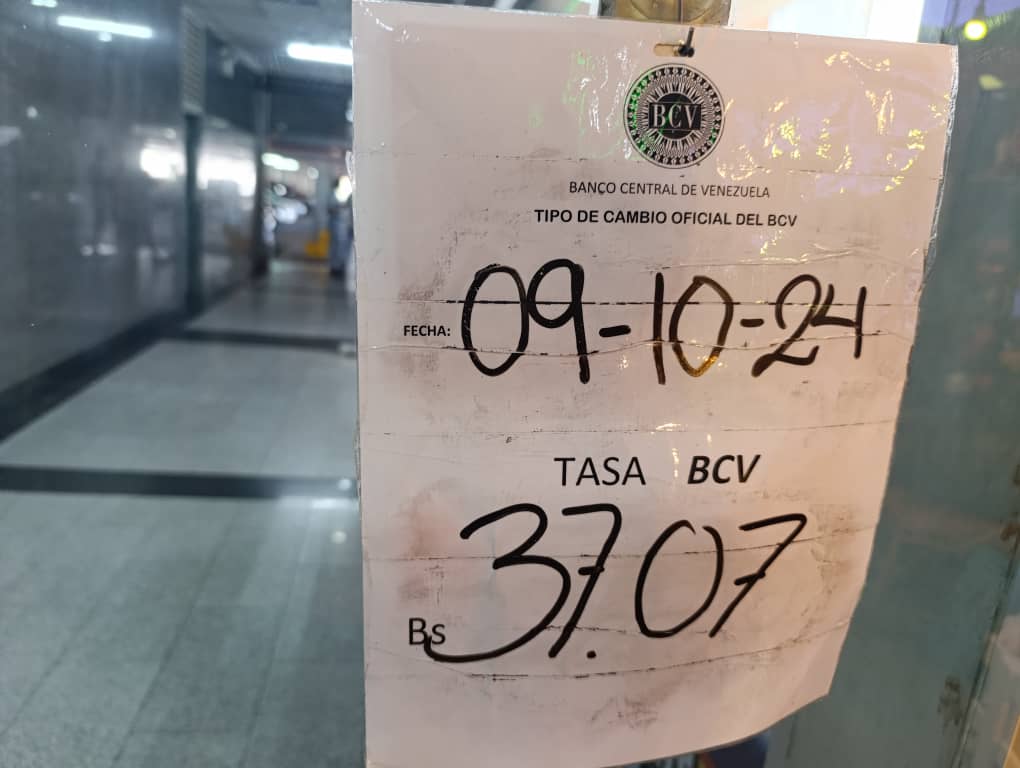 BCV
BANCO CENTRAL DE VENEZUELA
TIPO DE CAMBIO OFICIAL DEL BCV
FECHA: 09-10-24
TASA BCV
Bs 37.07